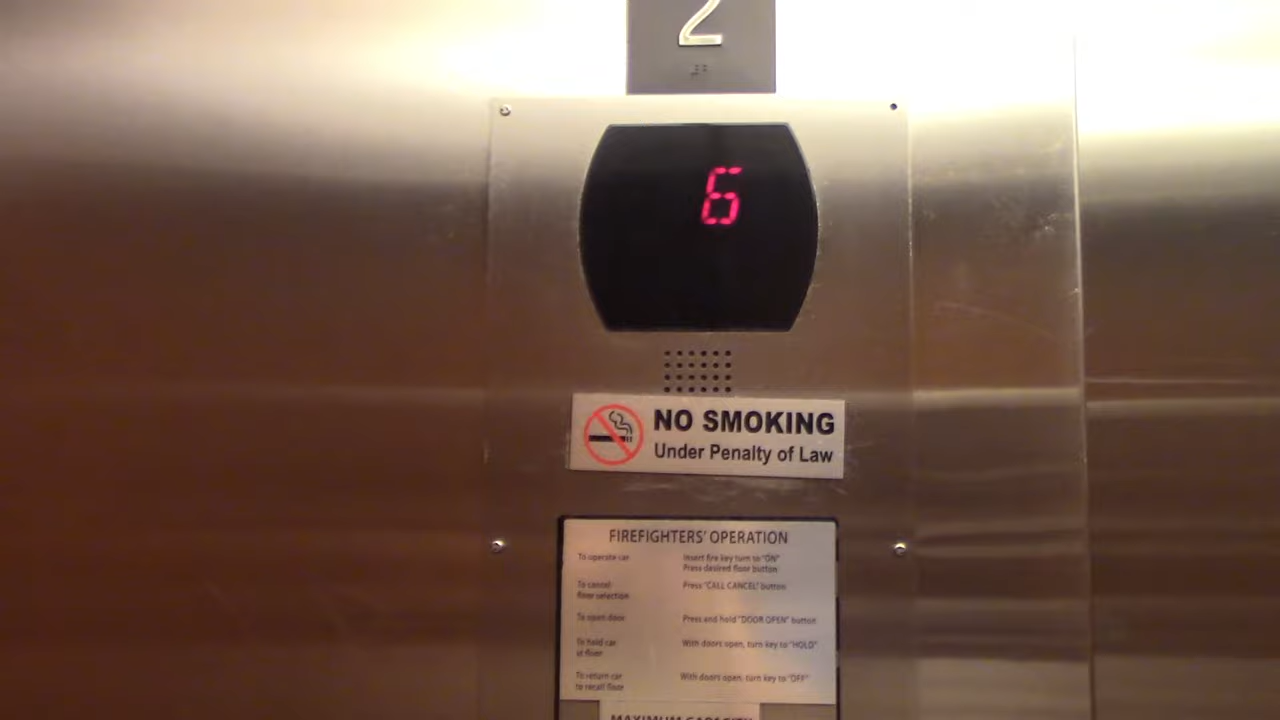 2
6
NO SMOKING
Under Penalty of Law
FIREFIGHTERS' OPERATION
To operate car Insert fire key turn to "ON"
Press desired floor button
To cancel Press "CALL CANCEL" button
floor selection
To open door Press and hold "DOOR OPEN" button
To hold car With doors open, turn key to "HOLD"
at floor
To return car With doors open, turn key to "OFF"
to recall floor
MAXIMUM CAPACITY